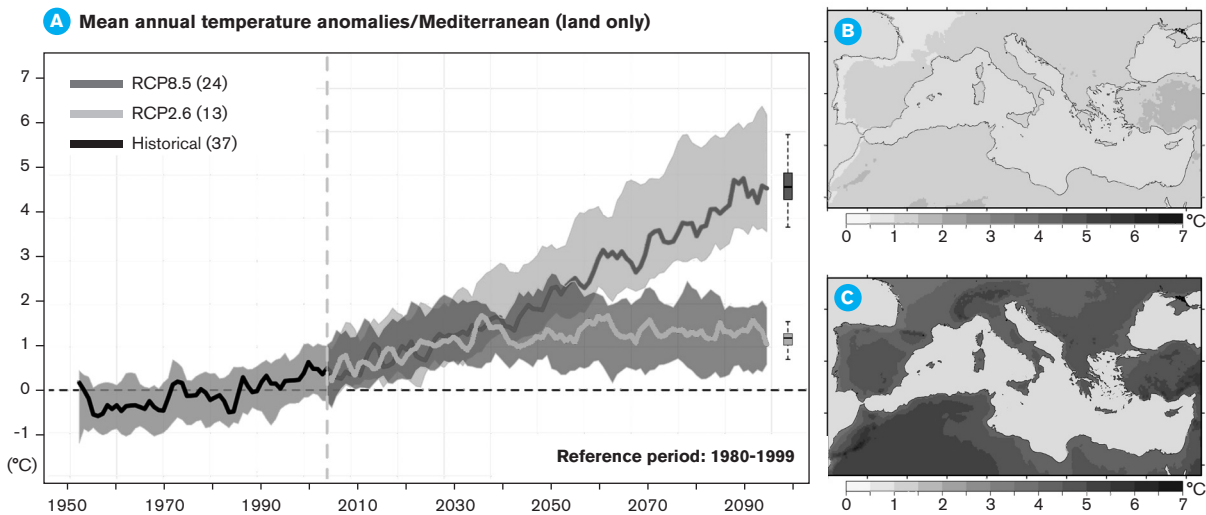 A Mean annual temperature anomalies/Mediterranean (land only)
7
6
5
4
3
2
1
0
-1
(°C)
RCP8.5 (24)
RCP2.6 (13)
Historical (37)
Reference period: 1980-1999
1950 1970 1990 2010 2030 2050 2070 2090
B
0 1 2 3 4 5 6 7 °C
C
0 1 2 3 4 5 6 7 °C